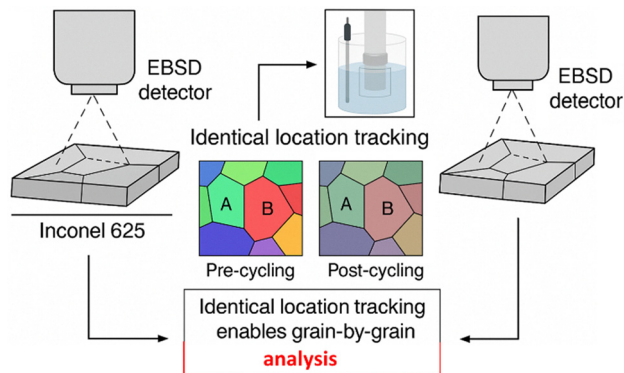 EBSD
detector
EBSD
detector
Identical location tracking
A
B
A
B
Inconel 625
Pre-cycling
Post-cycling
Identical location tracking
enables grain-by-grain
analysis